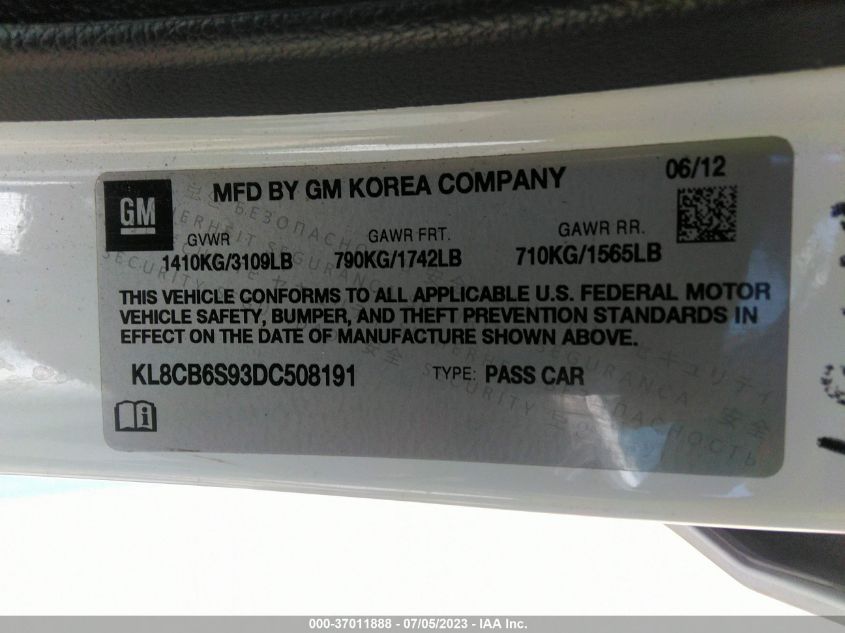 GM
MFD BY GM KOREA COMPANY
06/12
GVWR
GAWR FRT.
GAWR RR.
1410KG/3109LB
790KG/1742LB
710KG/1565LB
THIS VEHICLE CONFORMS TO ALL APPLICABLE U.S. FEDERAL MOTOR
VEHICLE SAFETY, BUMPER, AND THEFT PREVENTION STANDARDS IN
EFFECT ON THE DATE OF MANUFACTURE SHOWN ABOVE.
KL8CB6S93DC508191
TYPE: PASS CAR
000-37011888 - 07/05/2023 - IAA Inc.